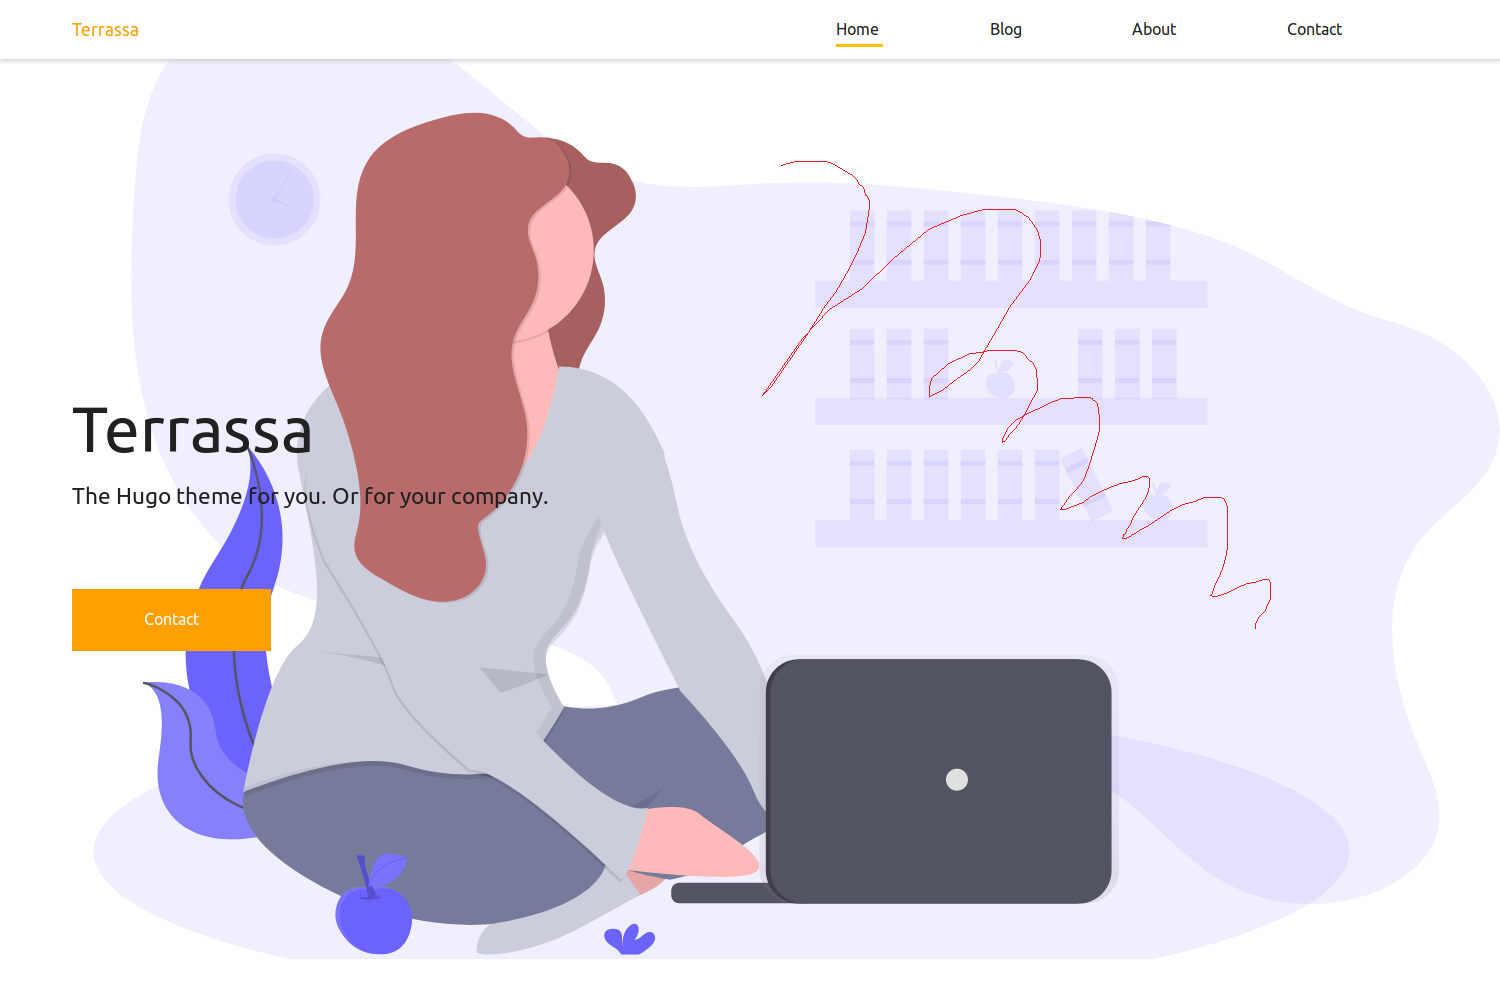 Terrassa
Home Blog About Contact
Terrassa
The Hugo theme for you. Or for your company.
Contact